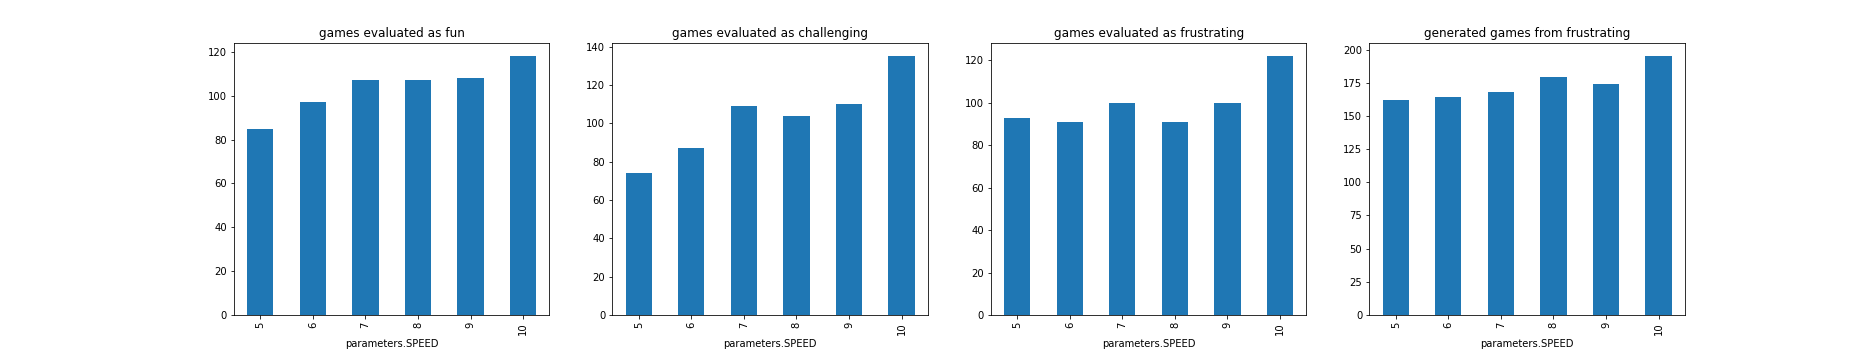 games evaluated as fun
120
100
80
60
40
20
0
5 6 7 8 9 10
parameters.SPEED
games evaluated as challenging
140
120
100
80
60
40
20
0
5 6 7 8 9 10
parameters.SPEED
games evaluated as frustrating
120
100
80
60
40
20
0
5 6 7 8 9 10
parameters.SPEED
generated games from frustrating
200
175
150
125
100
75
50
25
0
5 6 7 8 9 10
parameters.SPEED